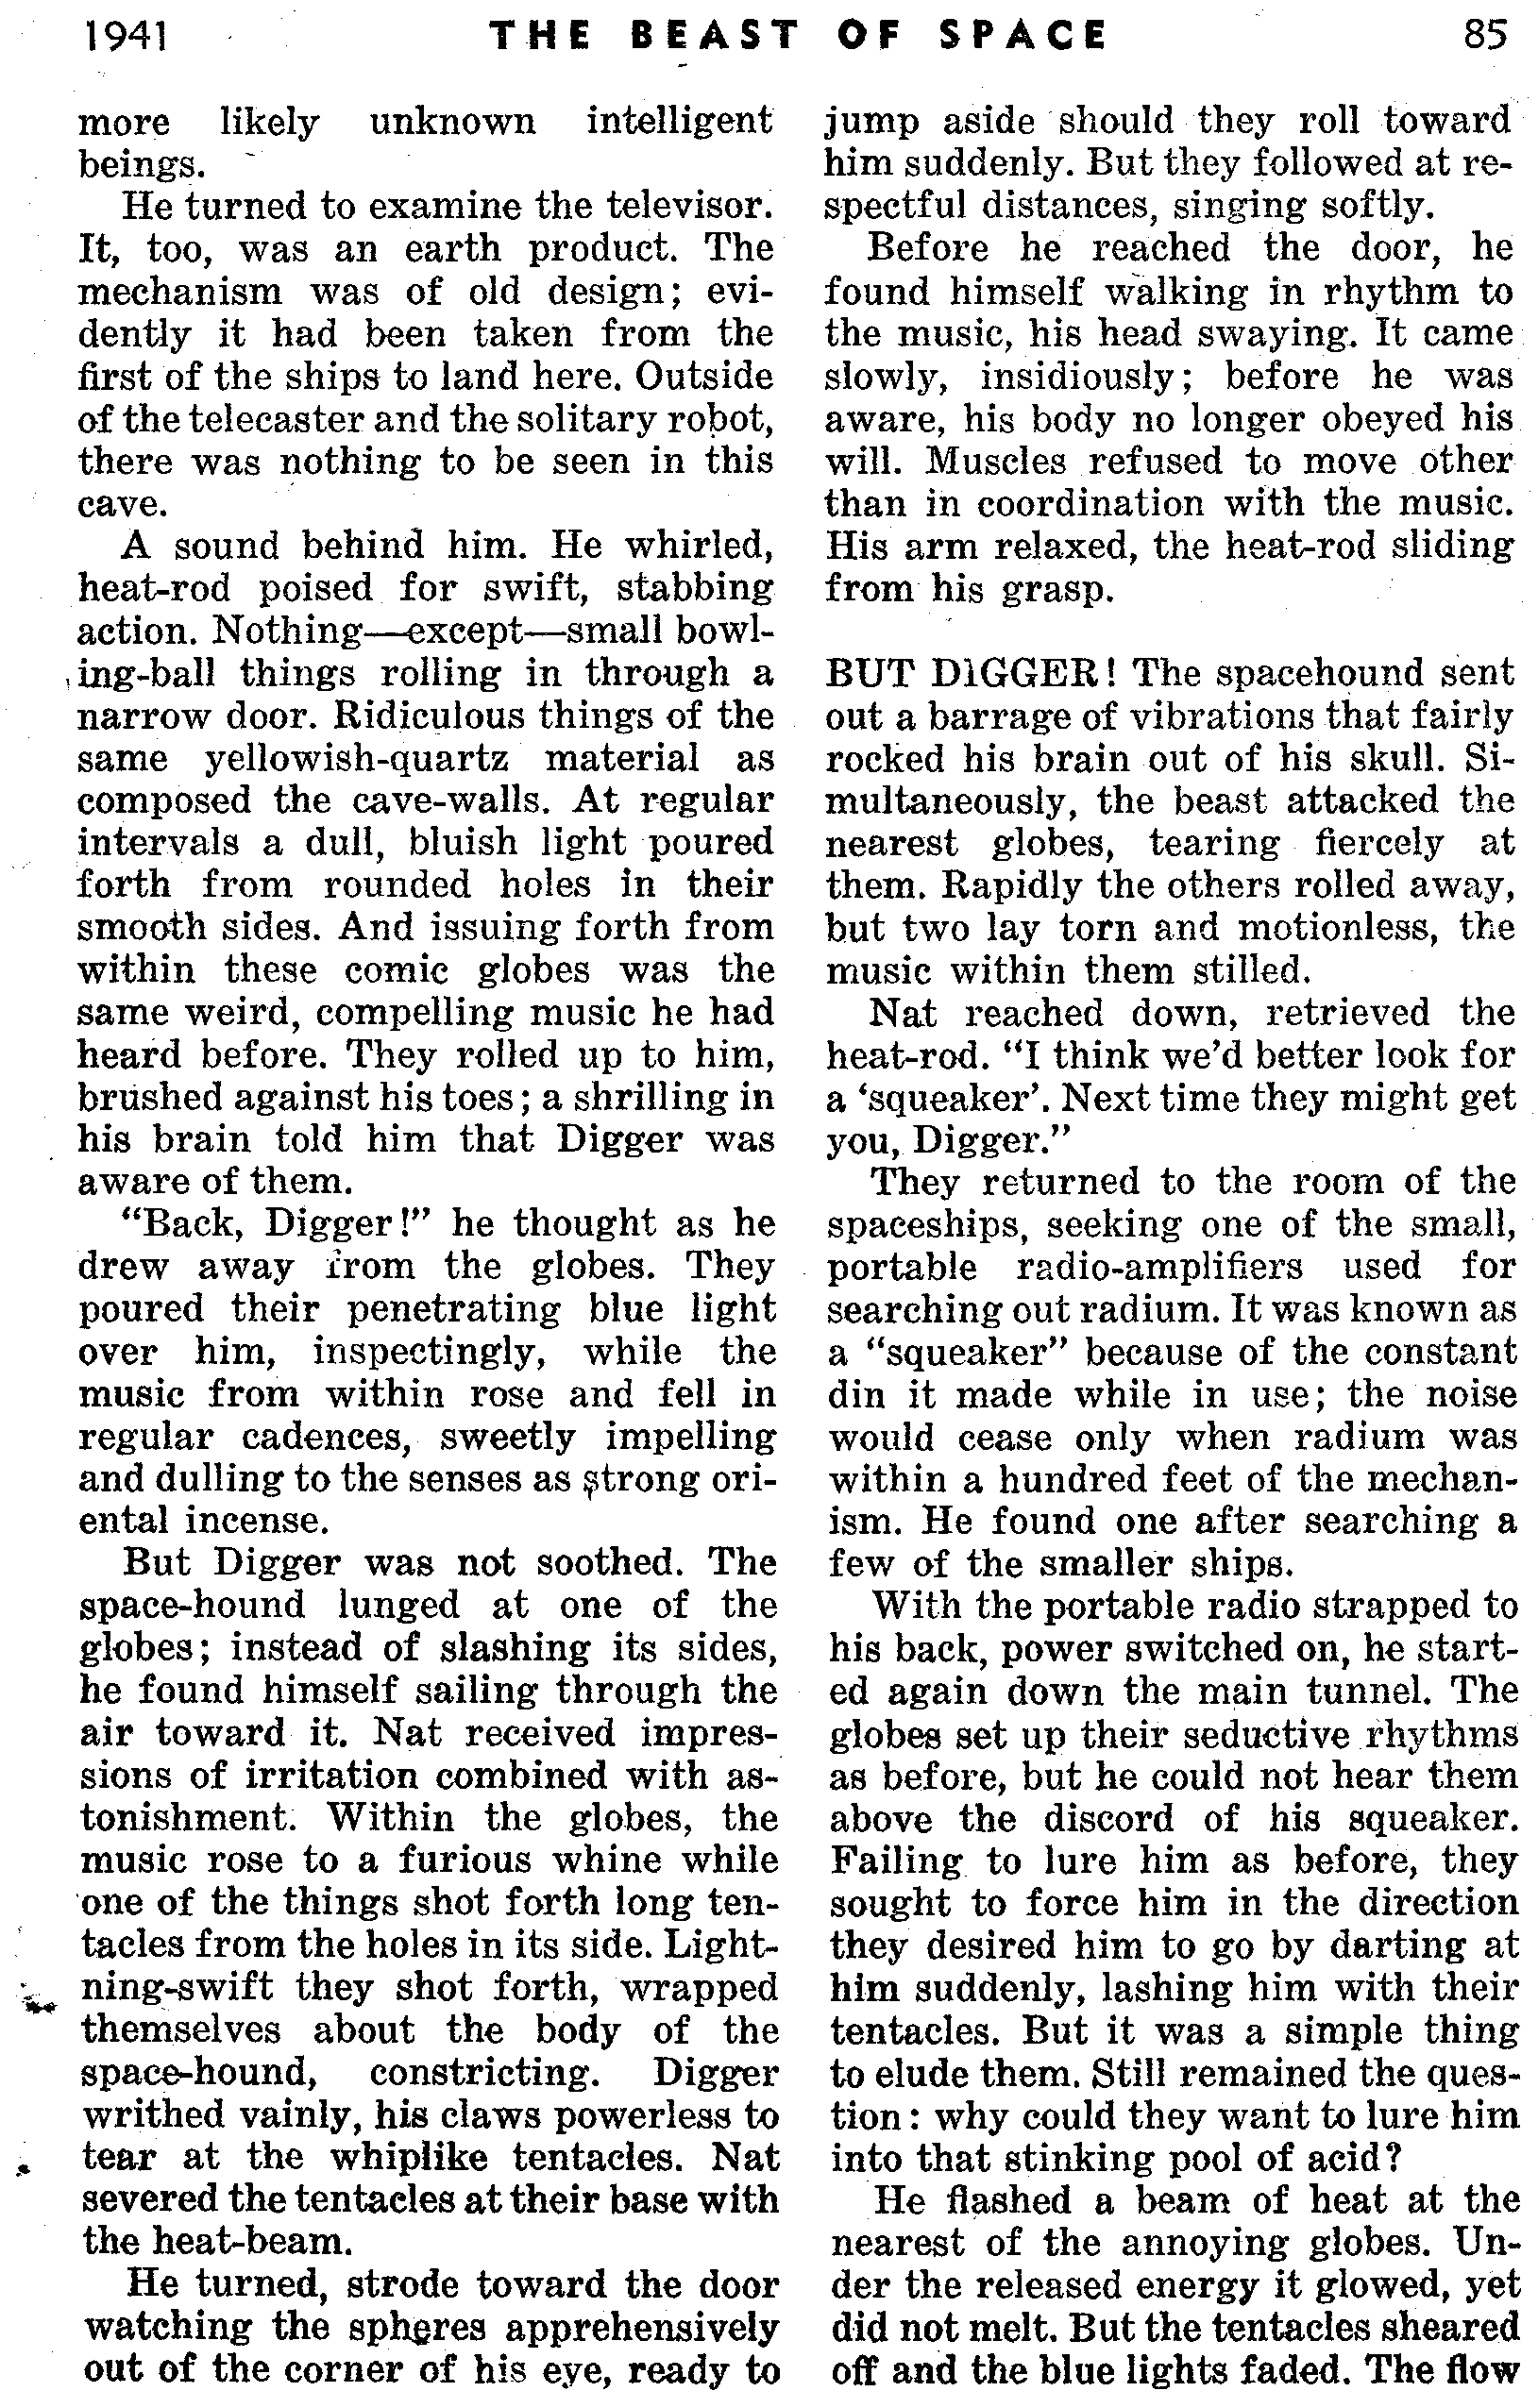 1941 THE BEAST OF SPACE 85
more likely unknown intelligent
beings.
He turned to examine the televisor.
It, too, was an earth product. The
mechanism was of old design; evi-
dently it had been taken from the
first of the ships to land here. Outside
of the telecaster and the solitary robot,
there was nothing to be seen in this
cave.
A sound behind him. He whirled,
heat-rod poised for swift, stabbing
action. Nothing—except—small bowl-
ing-ball things rolling in through a
narrow door. Ridiculous things of the
same yellowish-quartz material as
composed the cave-walls. At regular
intervals a dull, bluish light poured
forth from rounded holes in their
smooth sides. And issuing forth from
within these comic globes was the
same weird, compelling music he had
heard before. They rolled up to him,
brushed against his toes; a shrilling in
his brain told him that Digger was
aware of them.
"Back, Digger!" he thought as he
drew away from the globes. They
poured their penetrating blue light
over him, inspectingly, while the
music from within rose and fell in
regular cadences, sweetly impelling
and dulling to the senses as strong ori-
ental incense.
But Digger was not soothed. The
space-hound lunged at one of the
globes; instead of slashing its sides,
he found himself sailing through the
air toward it. Nat received impres-
sions of irritation combined with as-
tonishment. Within the globes, the
music rose to a furious whine while
one of the things shot forth long ten-
tacles from the holes in its side. Light-
ning-swift they shot forth, wrapped
themselves about the body of the
space-hound, constricting. Digger
writhed vainly, his claws powerless to
tear at the whiplike tentacles. Nat
severed the tentacles at their base with
the heat-beam.
He turned, strode toward the door
watching the spheres apprehensively
out of the corner of his eye, ready to
jump aside should they roll toward
him suddenly. But they followed at re-
spectful distances, singing softly.
Before he reached the door, he
found himself walking in rhythm to
the music, his head swaying. It came
slowly, insidiously; before he was
aware, his body no longer obeyed his
will. Muscles refused to move other
than in coordination with the music.
His arm relaxed, the heat-rod sliding
from his grasp.
BUT DIGGER! The spacehound sent
out a barrage of vibrations that fairly
rocked his brain out of his skull. Si-
multaneously, the beast attacked the
nearest globes, tearing fiercely at
them. Rapidly the others rolled away,
but two lay torn and motionless, the
music within them stilled.
Nat reached down, retrieved the
heat-rod. "I think we'd better look for
a 'squeaker'. Next time they might get
you, Digger."
They returned to the room of the
spaceships, seeking one of the small,
portable radio-amplifiers used for
searching out radium. It was known as
a "squeaker" because of the constant
din it made while in use; the noise
would cease only when radium was
within a hundred feet of the mechan-
ism. He found one after searching a
few of the smaller ships.
With the portable radio strapped to
his back, power switched on, he start-
ed again down the main tunnel. The
globes set up their seductive rhythms
as before, but he could not hear them
above the discord of his squeaker.
Failing to lure him as before, they
sought to force him in the direction
they desired him to go by darting at
him suddenly, lashing him with their
tentacles. But it was a simple thing
to elude them. Still remained the ques-
tion: why could they want to lure him
into that stinking pool of acid?
He flashed a beam of heat at the
nearest of the annoying globes. Un-
der the released energy it glowed, yet
did not melt. But the tentacles sheared
off and the blue lights faded. The flow